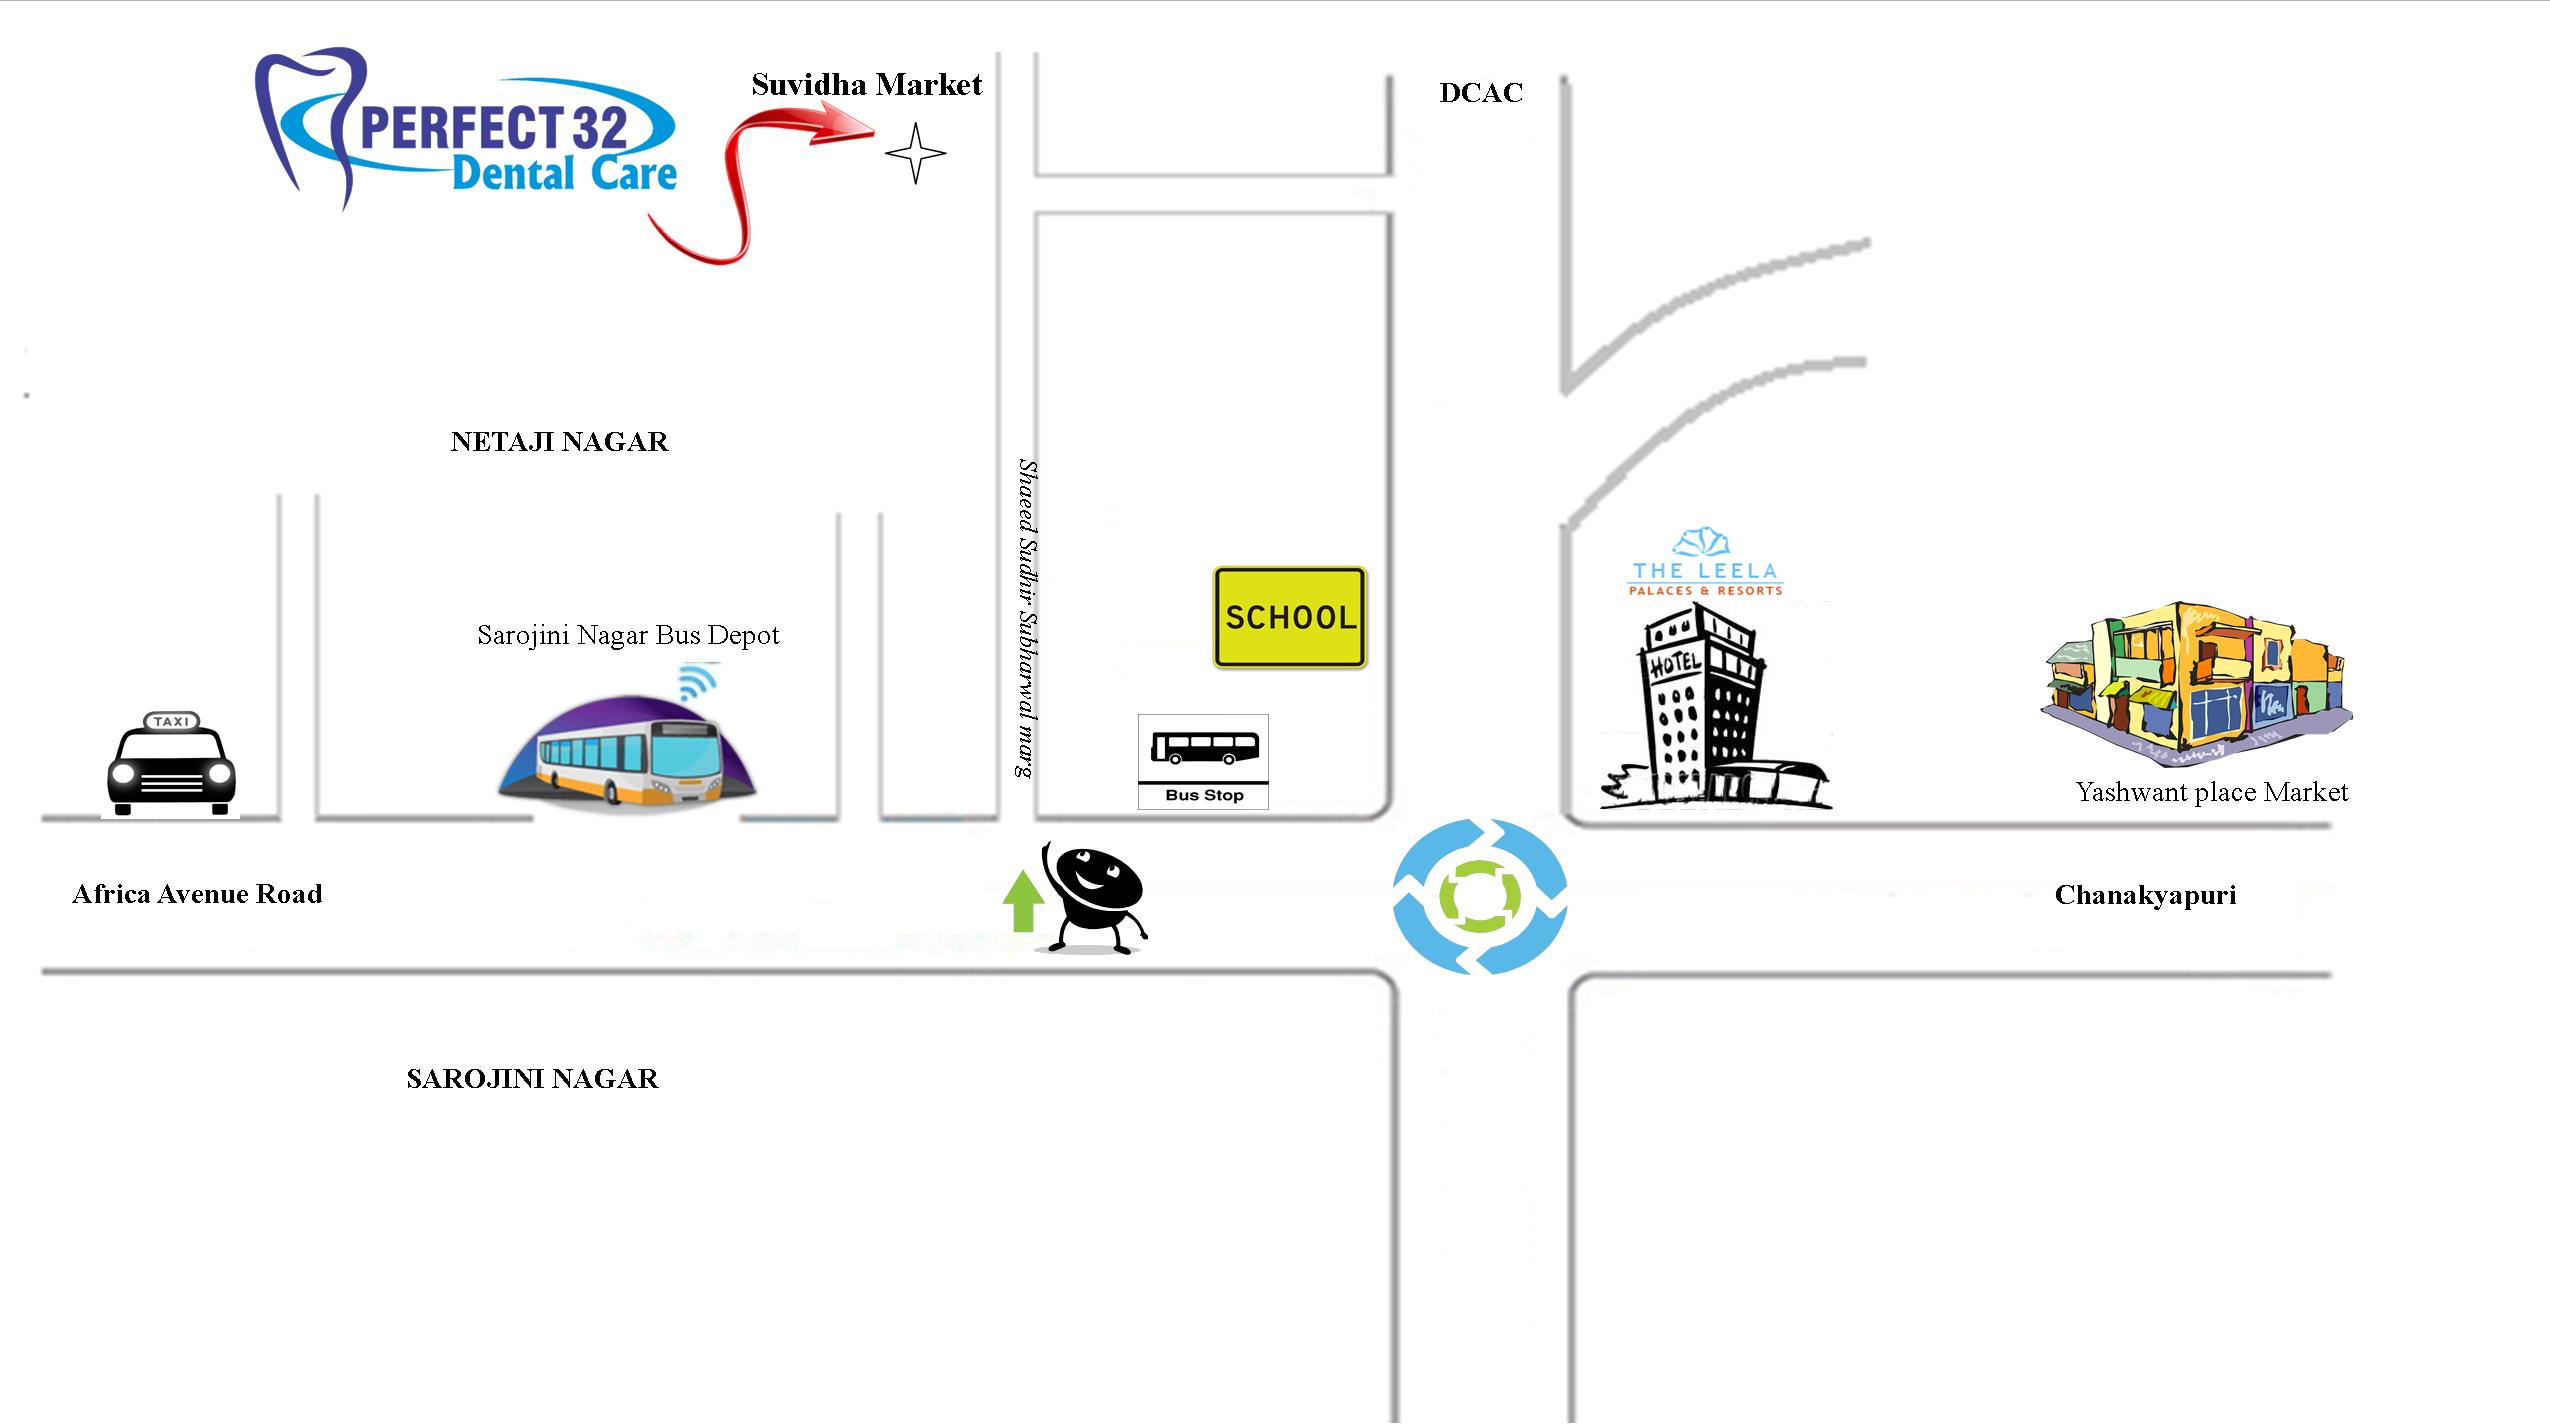 Suvidha Market
DCAC
PERFECT 32
Dental Care
NETAJI NAGAR
Shaeed Sudhir Subharwal marg
THE LEELA
PALACES & RESORTS
SCHOOL
Sarojini Nagar Bus Depot
HOTEL
TAXI
Bus Stop
Yashwant place Market
Africa Avenue Road
Chanakyapuri
SAROJINI NAGAR